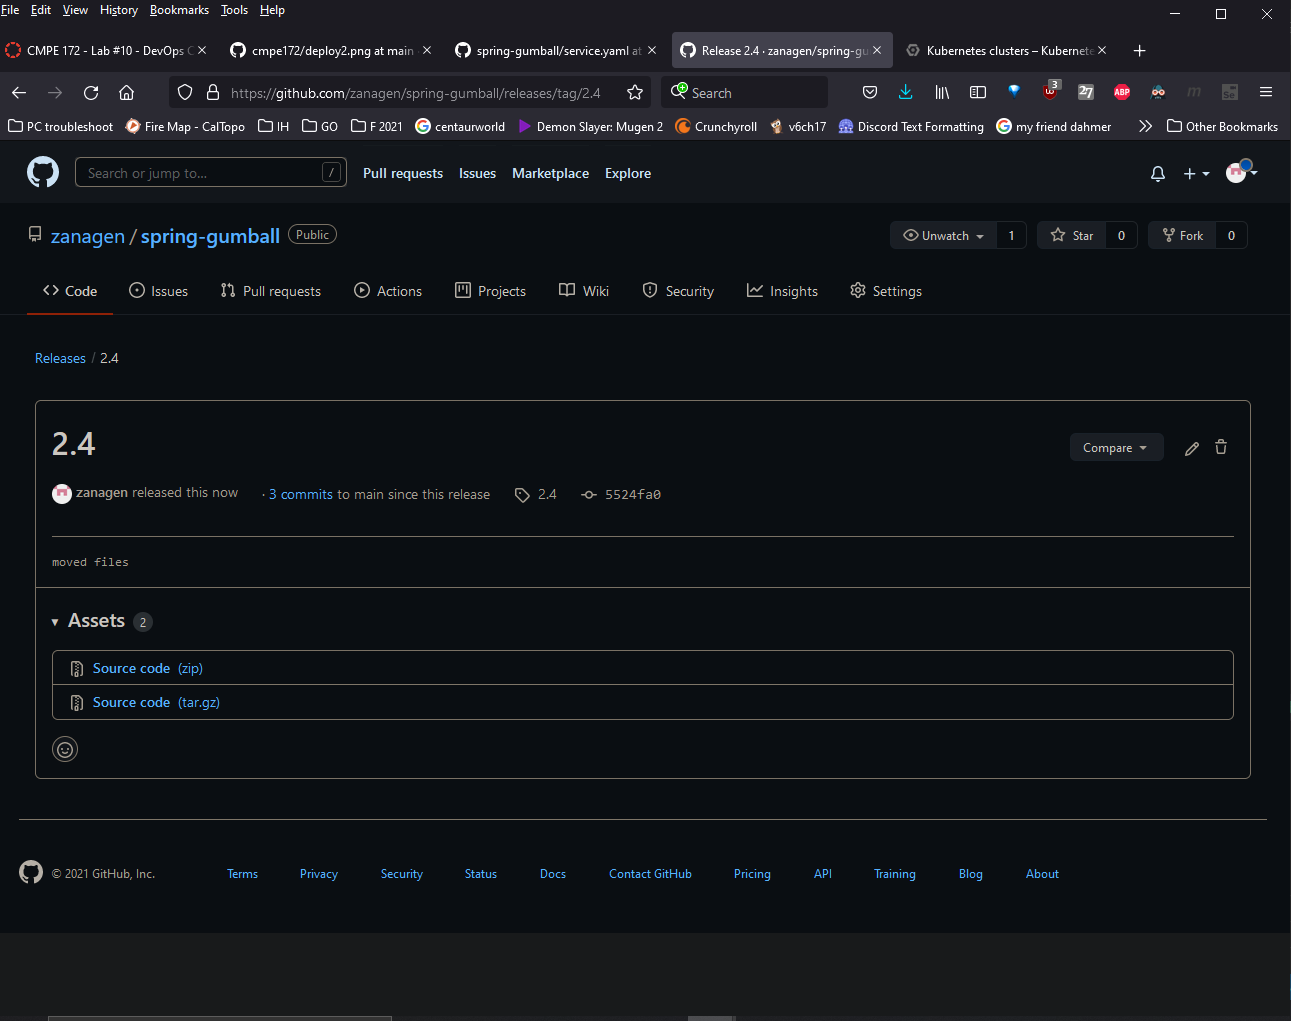 File Edit View History Bookmarks Tools Help
CMPE 172 - Lab #10 - DevOps C
cmpe172/deploy2.png at main
spring-gumball/service.yaml at
Release 2.4 · zanagen/spring-gu
Kubernetes clusters – Kubernete
https://github.com/zanagen/spring-gumball/releases/tag/2.4
Search
3
27
ABP
PC troubleshoot
Fire Map - CalTopo
IH
GO
F 2021
centaurworld
Demon Slayer: Mugen 2
Crunchyroll
v6ch17
Discord Text Formatting
my friend dahmer
Other Bookmarks
Search or jump to...
/
Pull requests
Issues
Marketplace
Explore
zanagen / spring-gumball
Public
Unwatch 1
Star 0
Fork 0
Code
Issues
Pull requests
Actions
Projects
Wiki
Security
Insights
Settings
Releases / 2.4
2.4
Compare
zanagen released this now · 3 commits to main since this release 2.4 5524fa0
moved files
Assets 2
Source code (zip)
Source code (tar.gz)
© 2021 GitHub, Inc.
Terms
Privacy
Security
Status
Docs
Contact GitHub
Pricing
API
Training
Blog
About